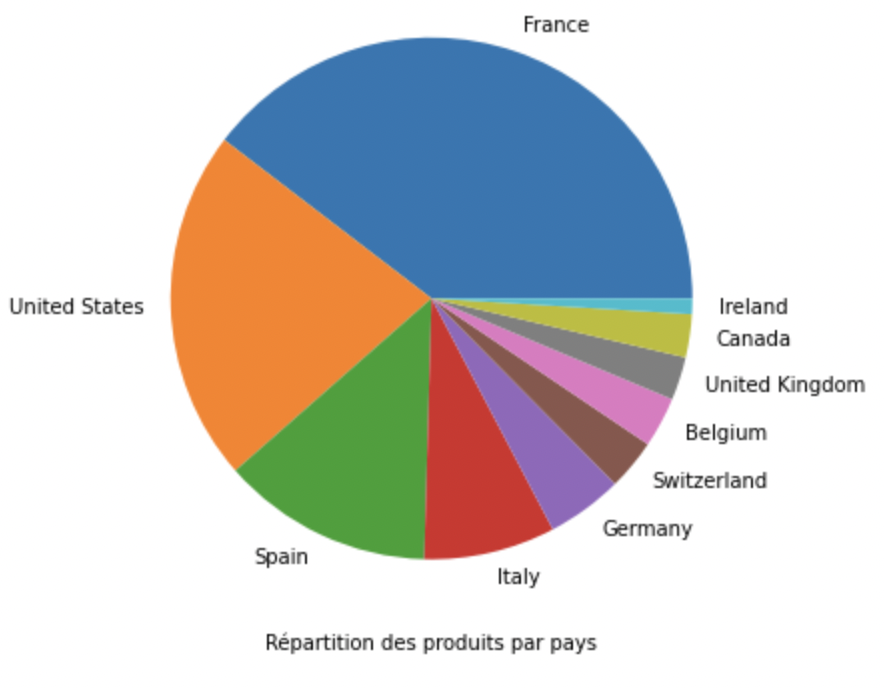 France
United States
Ireland
Canada
United Kingdom
Belgium
Switzerland
Germany
Spain
Italy
Répartition des produits par pays